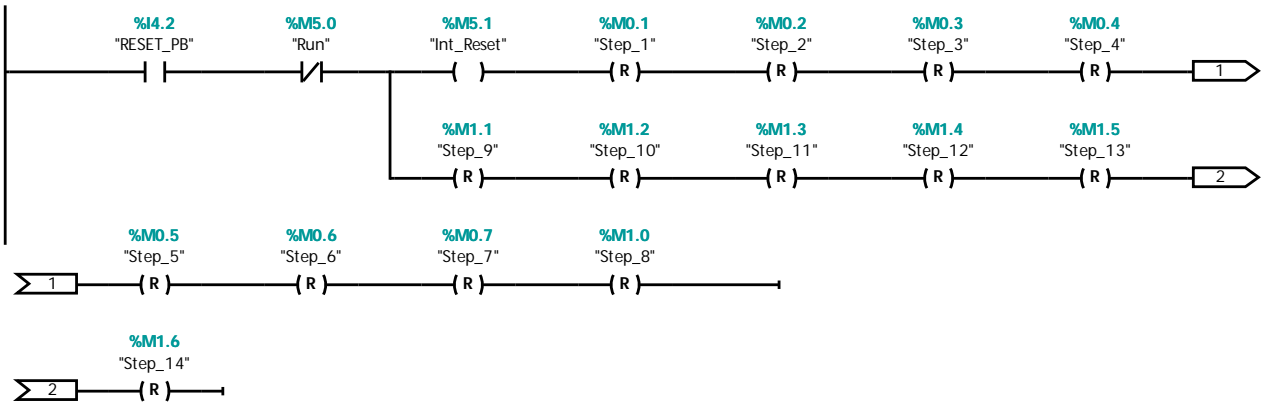 %I4.2 %M5.0 %M5.1 %M0.1 %M0.2 %M0.3 %M0.4
"RESET_PB" "Run" "Int_Reset" "Step_1" "Step_2" "Step_3" "Step_4"
R R R R 1
%M1.1 %M1.2 %M1.3 %M1.4 %M1.5
"Step_9" "Step_10" "Step_11" "Step_12" "Step_13"
R R R R R 2
%M0.5 %M0.6 %M0.7 %M1.0
"Step_5" "Step_6" "Step_7" "Step_8"
1 R R R R
%M1.6
"Step_14"
2 R